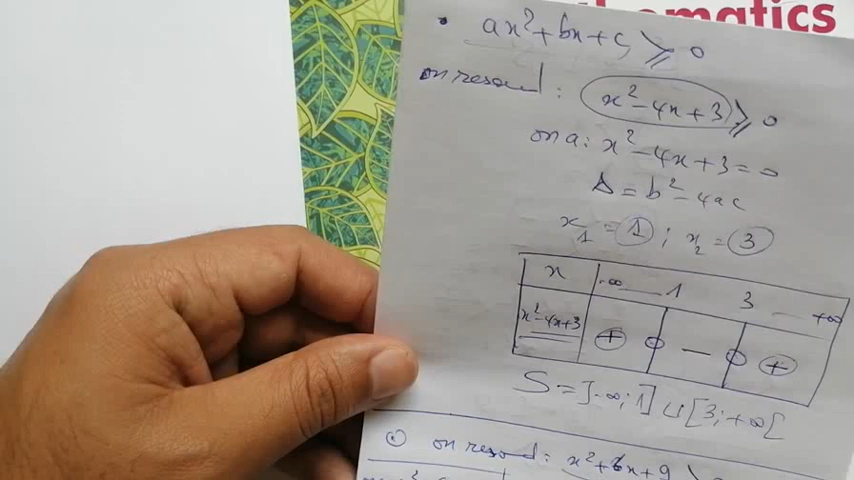 mathematics
• ax²+bx+c ⩾ 0
on resoud : x²-4x+3 ⩾ 0
on a: x²-4x+3=0
Δ=b²-4ac
x₁=1 ; x₂=3
x -∞ 1 3 +∞
x²-4x+3 + 0 - 0 +
S=]-∞;1] ∪ [3;+∞[
on resoud: x²+6x+9